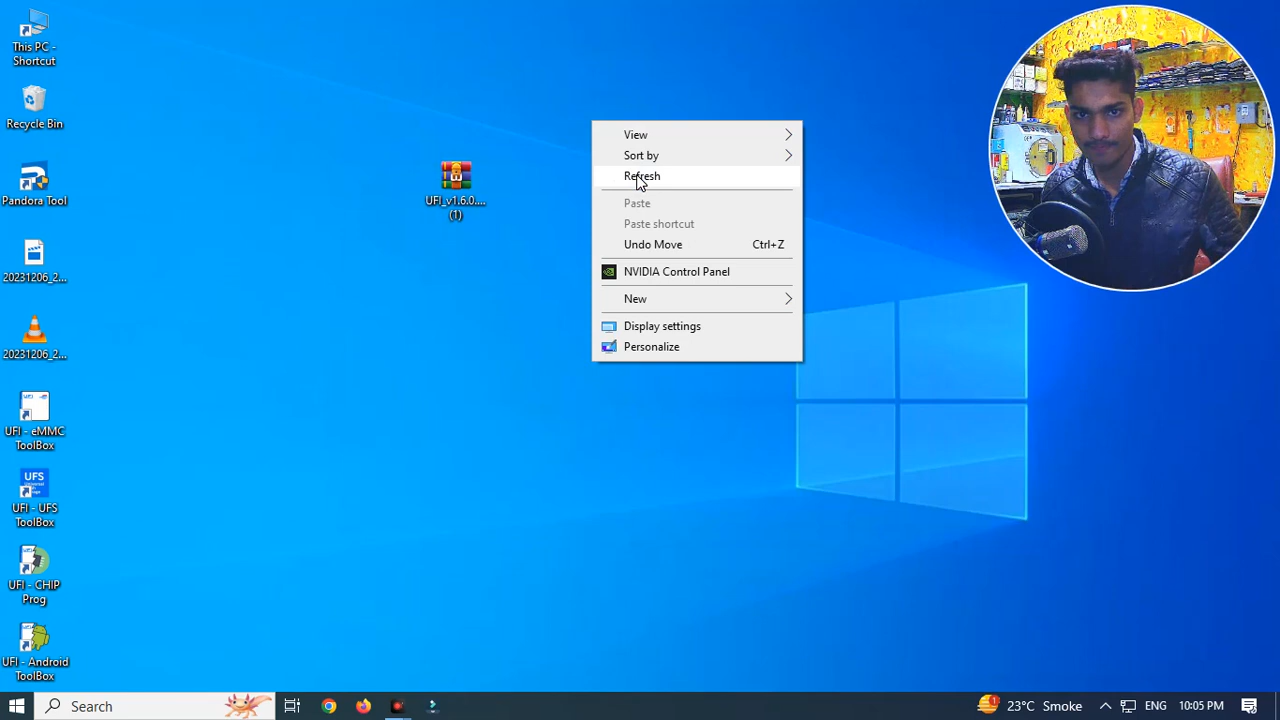 This PC -
Shortcut
Recycle Bin
Pandora Tool
20231206_2...
20231206_2...
UFI - eMMC
ToolBox
UFS
UFI - UFS
ToolBox
UFI - CHIP
Prog
UFI - Android
ToolBox
UFI_v1.6.0....
(1)
View
Sort by
Refresh
Paste
Paste shortcut
Undo Move Ctrl+Z
NVIDIA Control Panel
New
Display settings
Personalize
Search
1
23°C Smoke
ENG
10:05 PM